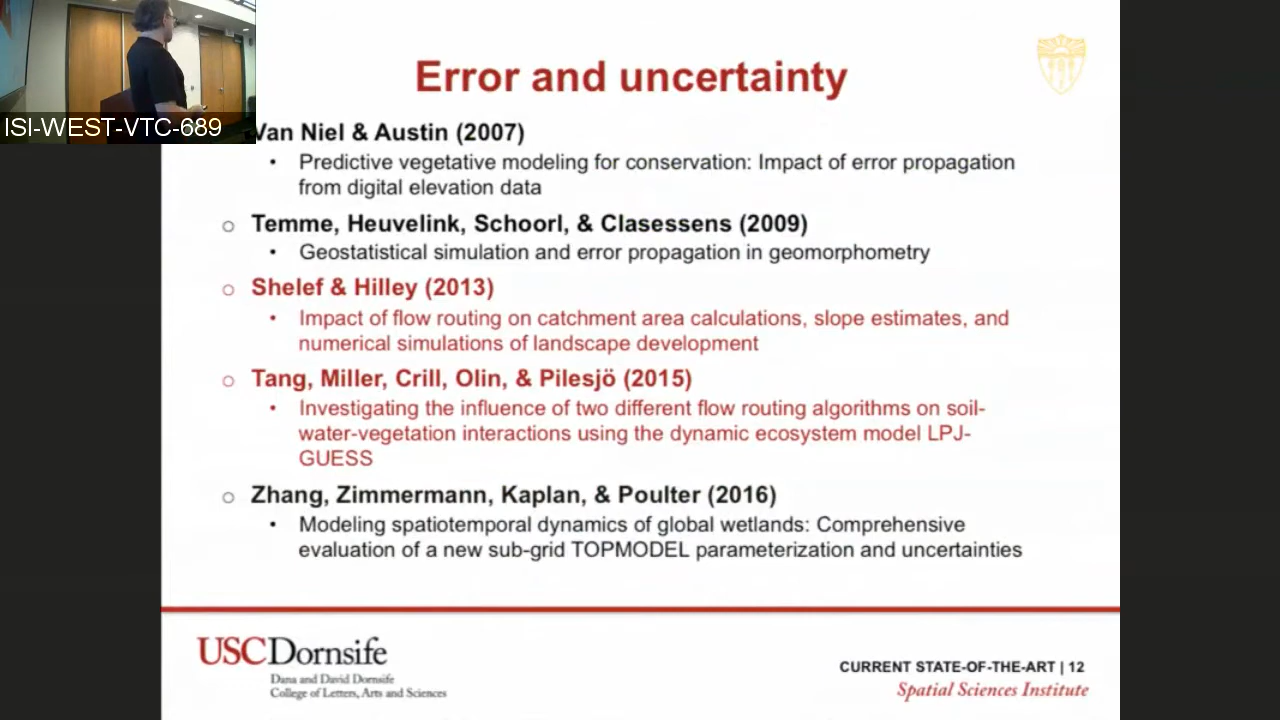 Error and uncertainty
ISI-WEST-VTC-689
Van Niel & Austin (2007)
• Predictive vegetative modeling for conservation: Impact of error propagation
from digital elevation data
o Temme, Heuvelink, Schoorl, & Clasessens (2009)
• Geostatistical simulation and error propagation in geomorphometry
o Shelef & Hilley (2013)
• Impact of flow routing on catchment area calculations, slope estimates, and
numerical simulations of landscape development
o Tang, Miller, Crill, Olin, & Pilesjö (2015)
• Investigating the influence of two different flow routing algorithms on soil-
water-vegetation interactions using the dynamic ecosystem model LPJ-
GUESS
o Zhang, Zimmermann, Kaplan, & Poulter (2016)
• Modeling spatiotemporal dynamics of global wetlands: Comprehensive
evaluation of a new sub-grid TOPMODEL parameterization and uncertainties
USCDornsife
Dana and David Dornsife
College of Letters, Arts and Sciences
CURRENT STATE-OF-THE-ART | 12
Spatial Sciences Institute